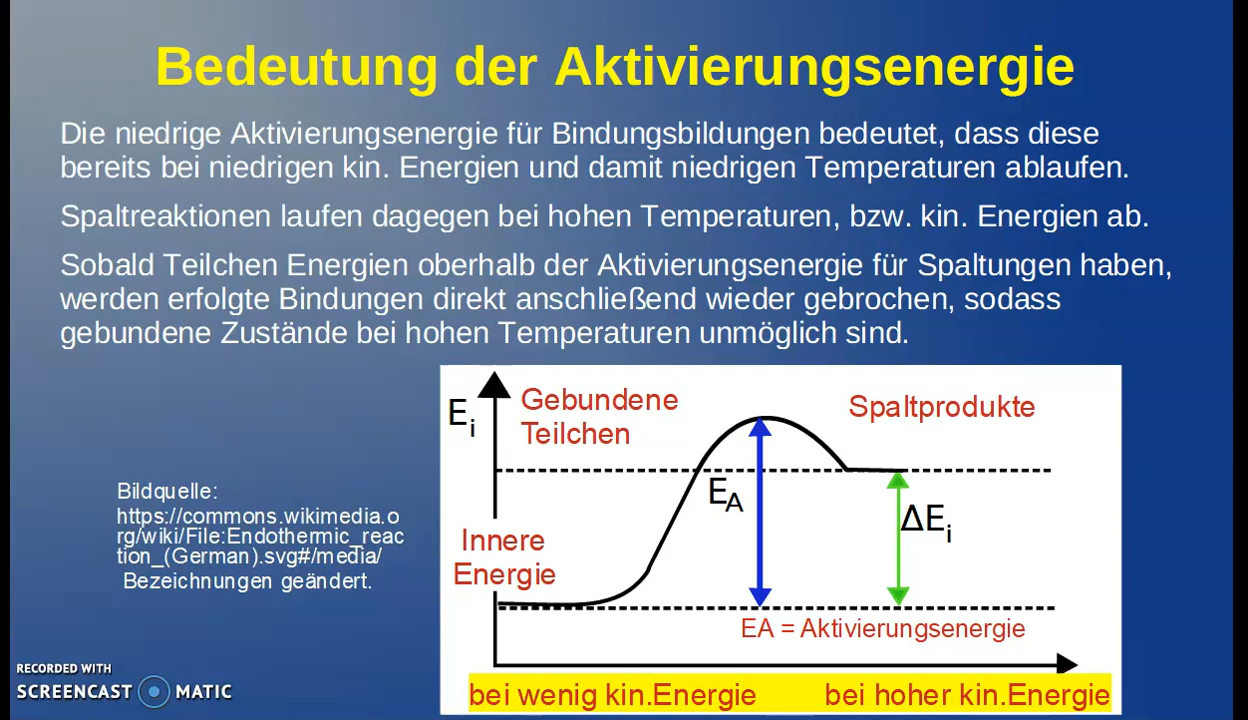 Bedeutung der Aktivierungsenergie
Die niedrige Aktivierungsenergie für Bindungsbildungen bedeutet, dass diese
bereits bei niedrigen kin. Energien und damit niedrigen Temperaturen ablaufen.
Spaltreaktionen laufen dagegen bei hohen Temperaturen, bzw. kin. Energien ab.
Sobald Teilchen Energien oberhalb der Aktivierungsenergie für Spaltungen haben,
werden erfolgte Bindungen direkt anschließend wieder gebrochen, sodass
gebundene Zustände bei hohen Temperaturen unmöglich sind.
Ei
Gebundene
Teilchen
Spaltprodukte
EA
ΔEi
Innere
Energie
EA = Aktivierungsenergie
bei wenig kin.Energie
bei hoher kin.Energie
Bildquelle:
https://commons.wikimedia.o
rg/wiki/File:Endothermic_reac
tion_(German).svg#/media/
Bezeichnungen geändert.
RECORDED WITH
SCREENCAST MATIC